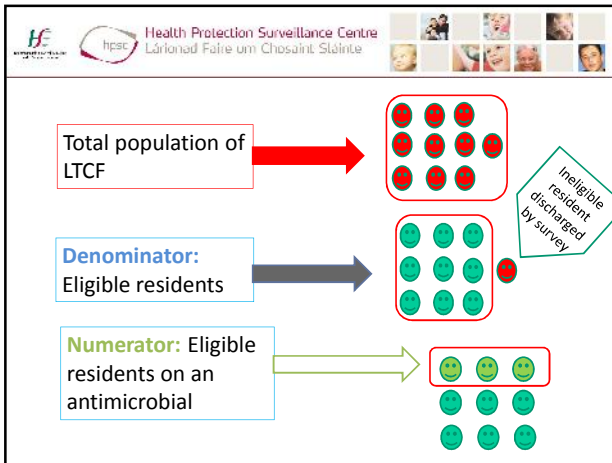 Health Protection Surveillance Centre
hpsc
Lárionad Faire um Chosaint Sláinte
Total population of
LTCF
Ineligible
resident
discharged
by survey
Denominator:
Eligible residents
Numerator: Eligible
residents on an
antimicrobial